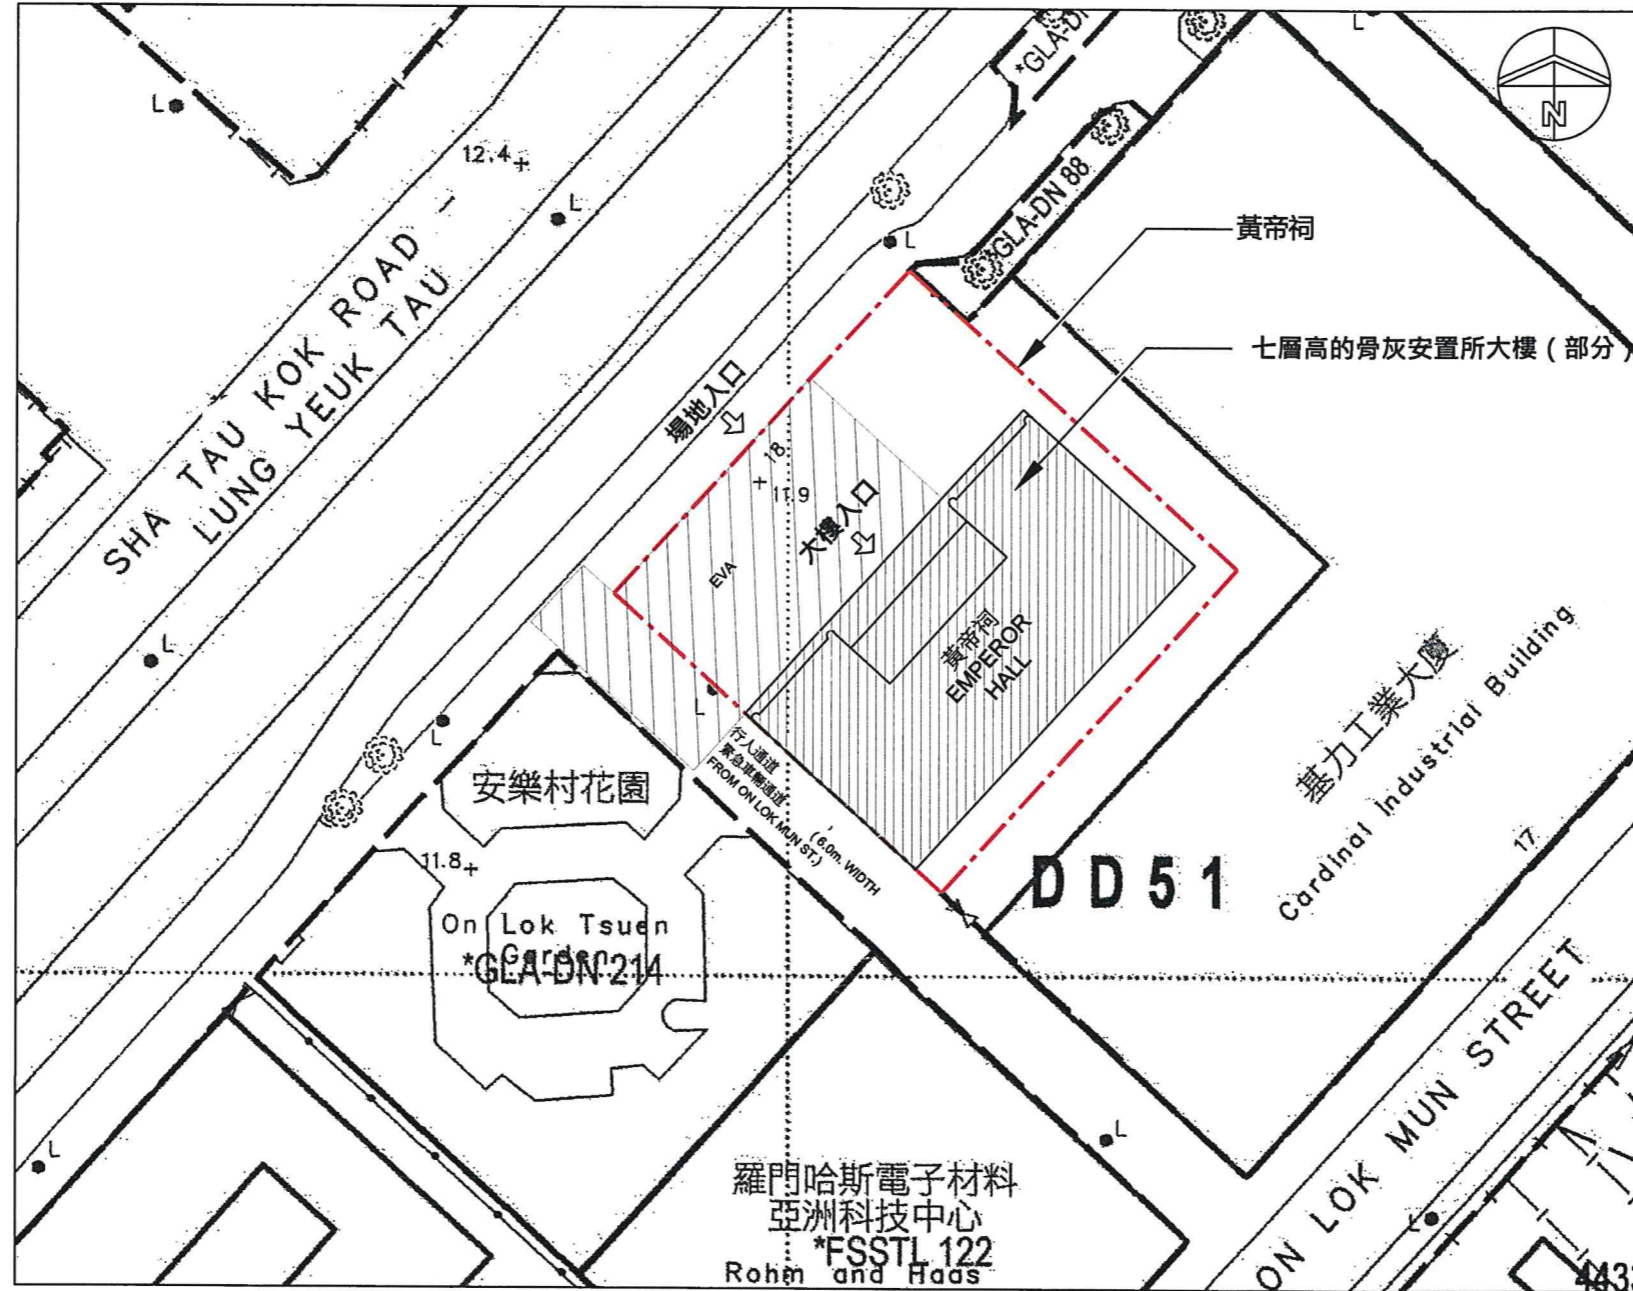 *GLA-DN
L
L
N
12.4
L
*GLA-DN 88
L
黃帝祠
七層高的骨灰安置所大樓（部分）
SHA TAU KOK ROAD -
LUNG YEUK TAU
場地入口
18
11.9
大樓入口
EVA
黃帝祠
EMPEROR
HALL
L
L
L
行人通道
緊急車輛通道
FROM ON LOK MUN ST.)
(6.0m. WIDTH
基力工業大廈
Cardinal Industrial Building
17
安樂村花園
11.8
On Lok Tsuen
Garden
*GLA-DN 214
DD51
ON LOK MUN STREET
L
L
L
羅門哈斯電子材料
亞洲科技中心
*FSSTL 122
Rohm and Haas
443